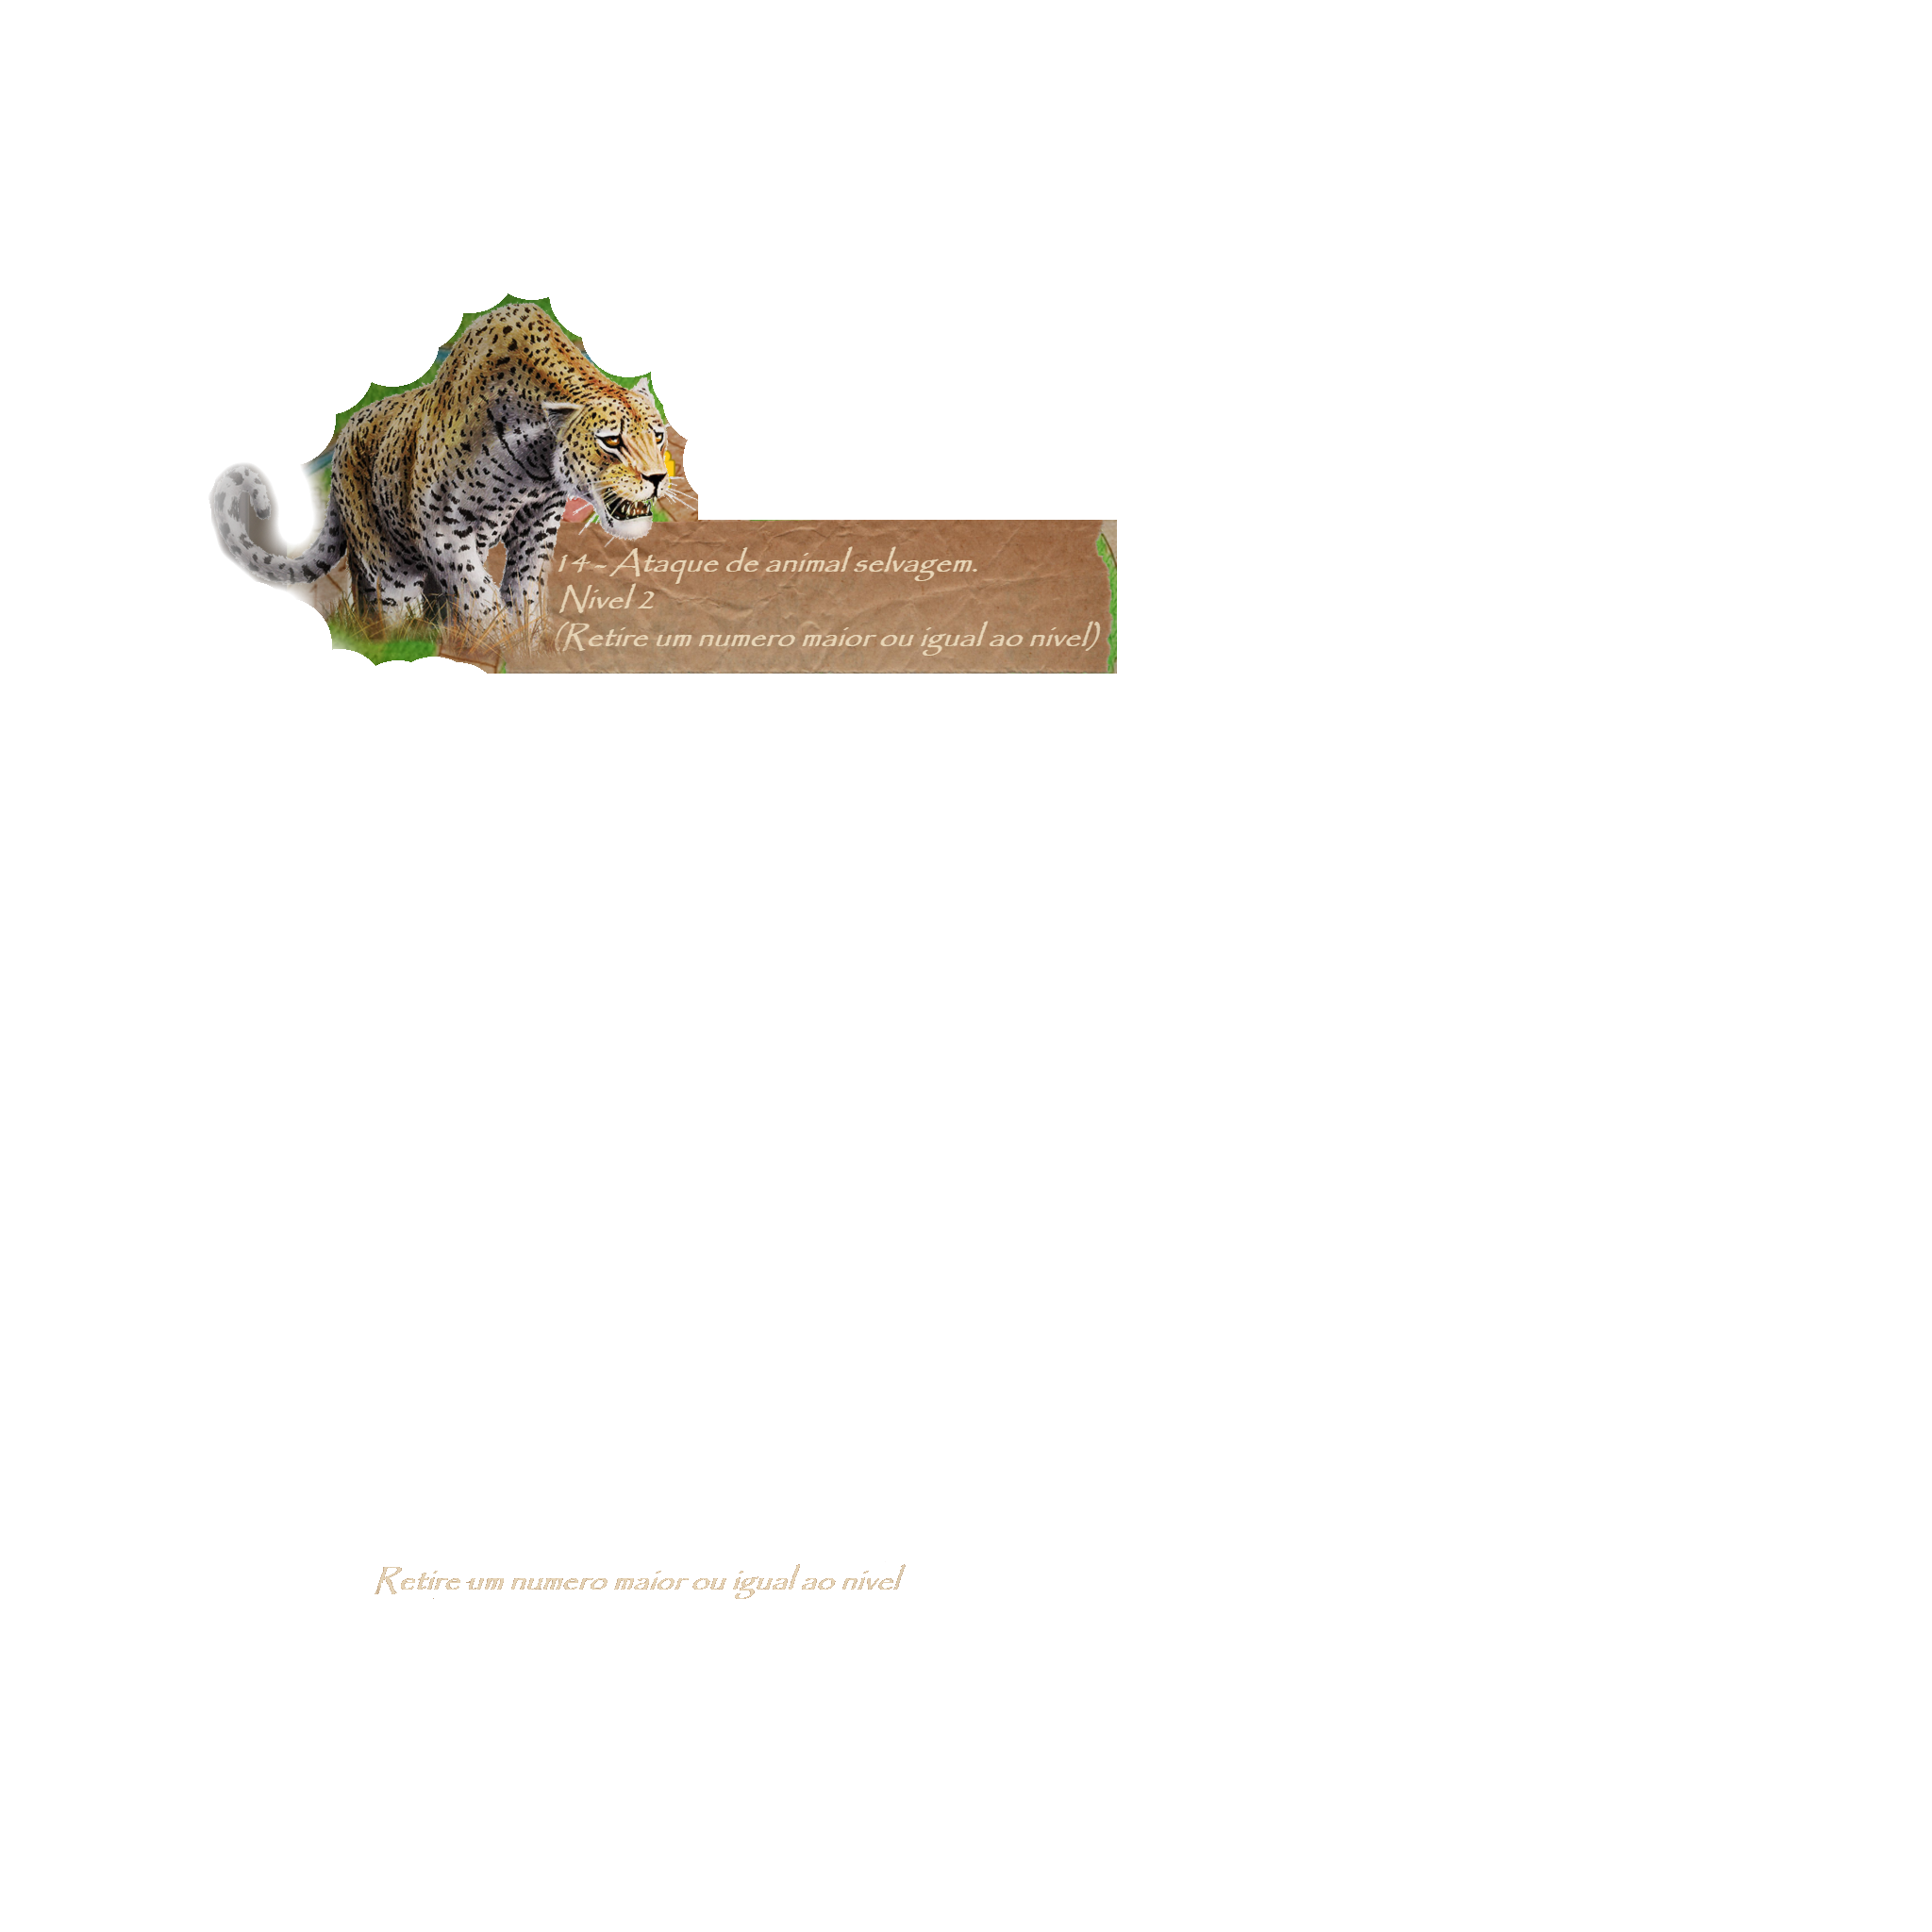 14 - Ataque de animal selvagem.
Nivel 2
(Retire um numero maior ou igual ao nivel)
Retire um numero maior ou igual ao nivel